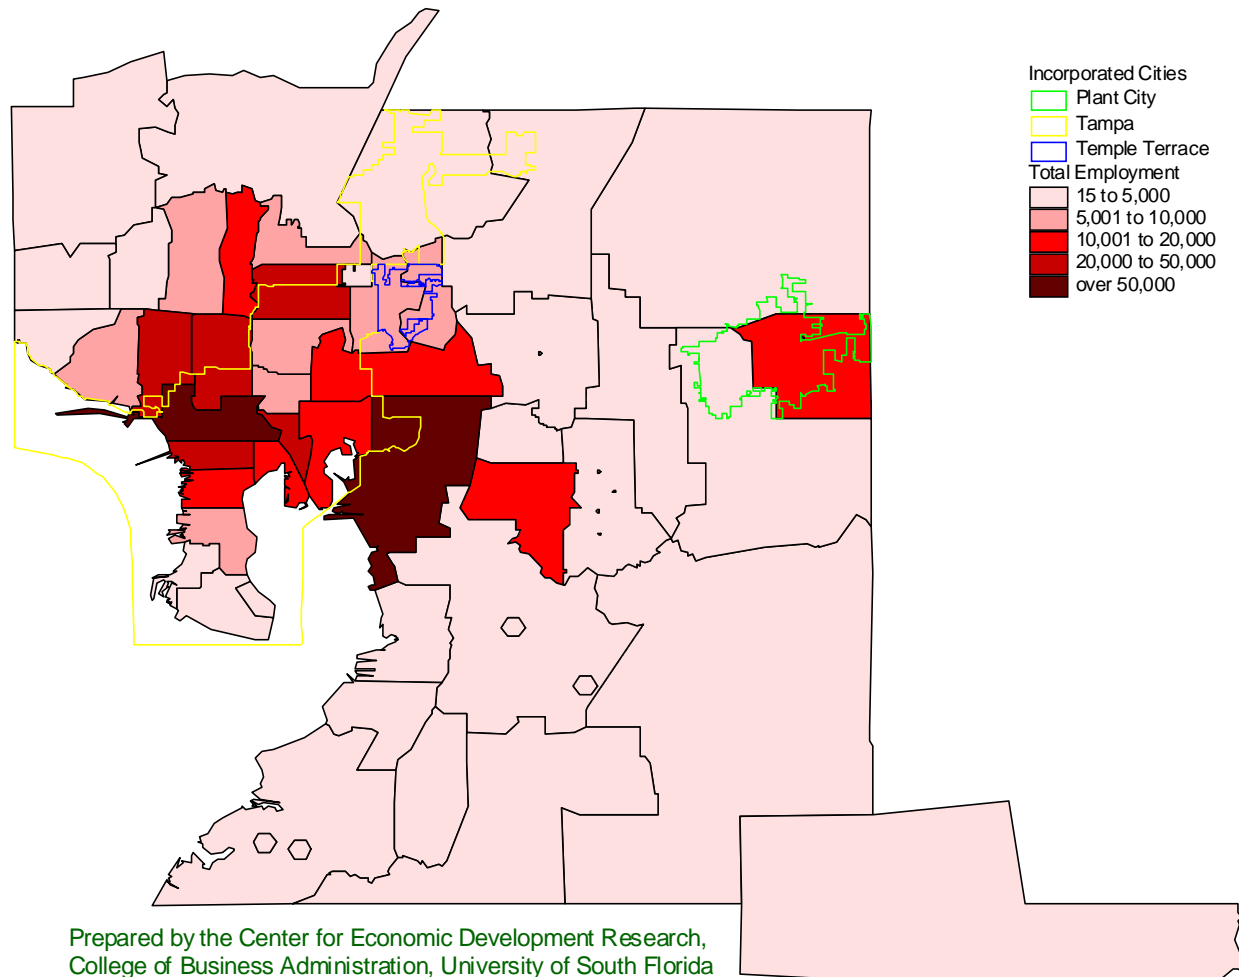 Incorporated Cities
Plant City
Tampa
Temple Terrace
Total Employment
15 to 5,000
5,001 to 10,000
10,001 to 20,000
20,000 to 50,000
over 50,000
Prepared by the Center for Economic Development Research,
College of Business Administration, University of South Florida